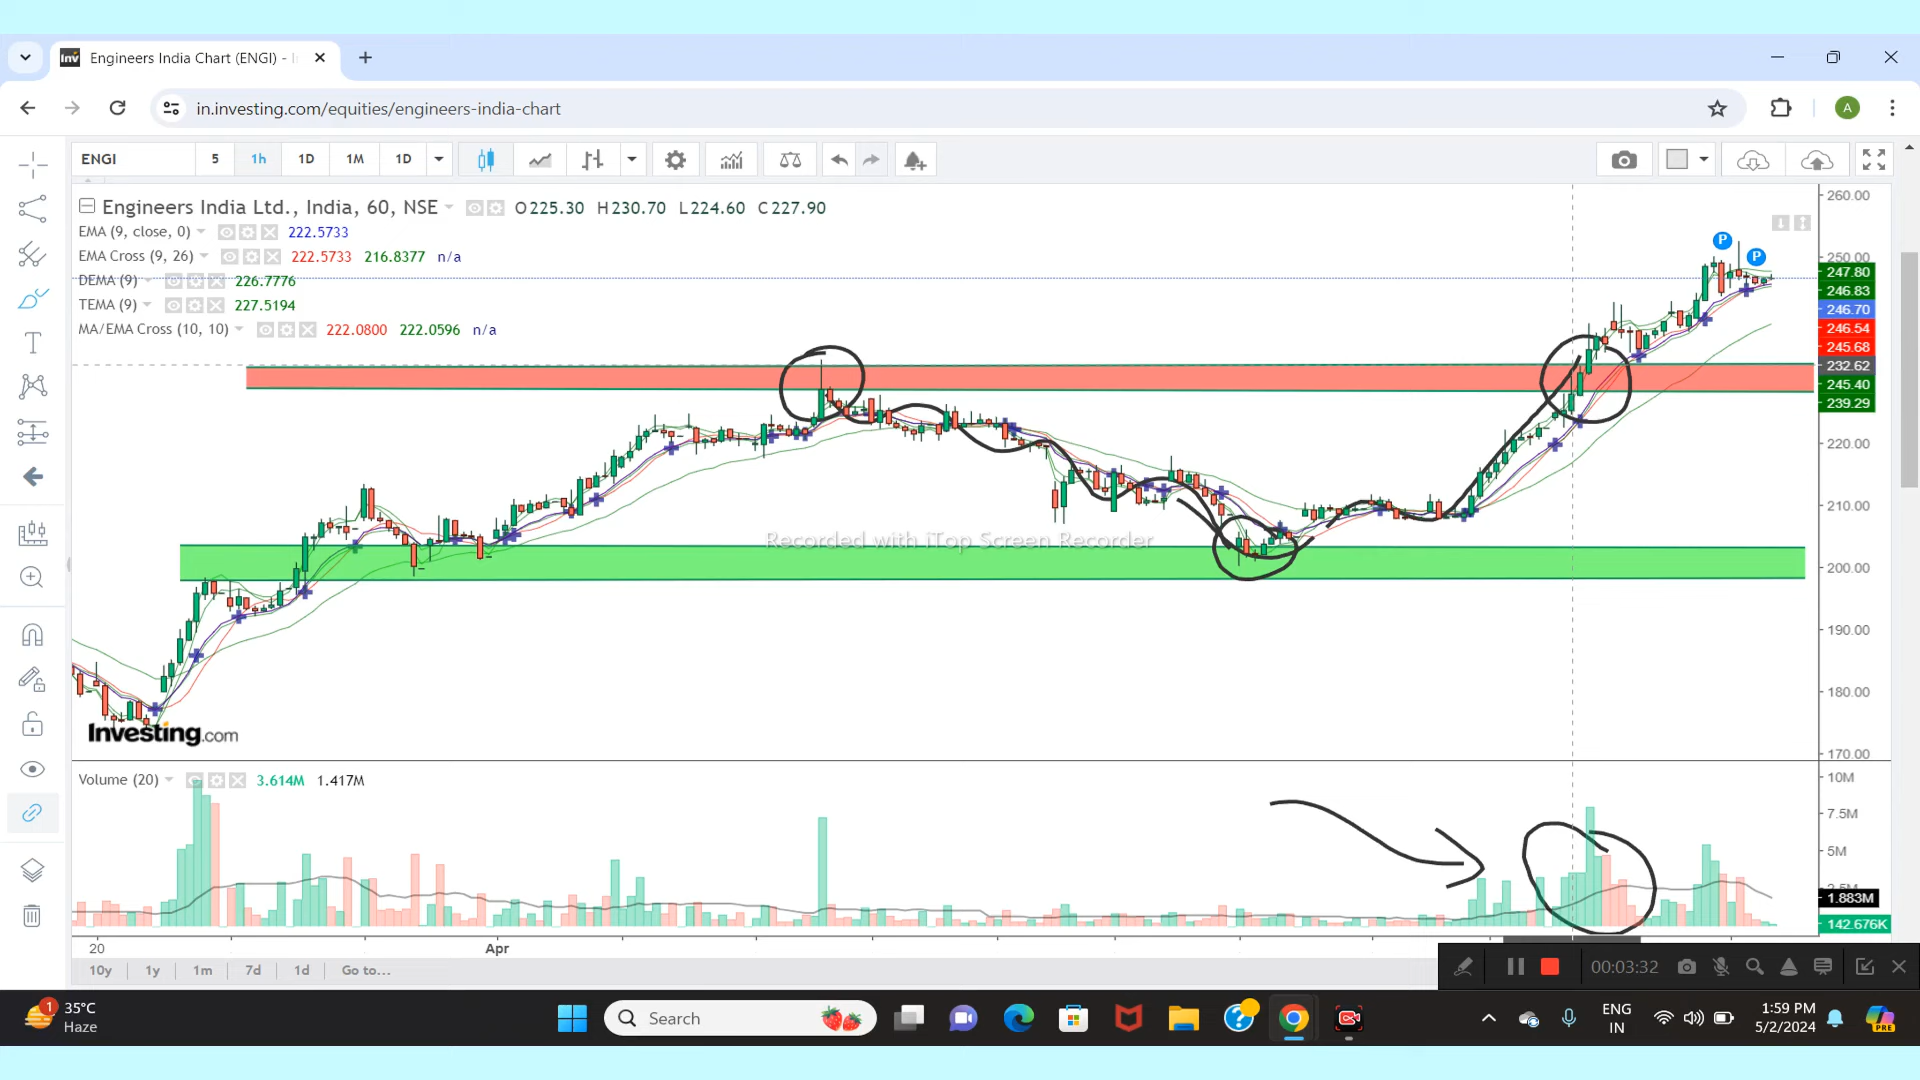 Engineers India Chart (ENGI) - I
in.investing.com/equities/engineers-india-chart
A
ENGI 5 1h 1D 1M 1D
Engineers India Ltd., India, 60, NSE O225.30 H230.70 L224.60 C227.90
EMA (9, close, 0) 222.5733
EMA Cross (9, 26) 222.5733 216.8377 n/a
DEMA (9) 226.7776
TEMA (9) 227.5194
MA/EMA Cross (10, 10) 222.0800 222.0596 n/a
P
P
260.00
250.00
247.80
246.83
246.70
246.54
245.68
232.62
245.40
239.29
220.00
210.00
200.00
190.00
180.00
170.00
Recorded with iTop Screen Recorder
Investing.com
Volume (20) 3.614M 1.417M
10M
7.5M
5M
2.5M
1.883M
142.676K
20 Apr
10y 1y 1m 7d 1d Go to...
00:03:32
1
35°C
Haze
Search
ENG
IN
1:59 PM
5/2/2024
PRE